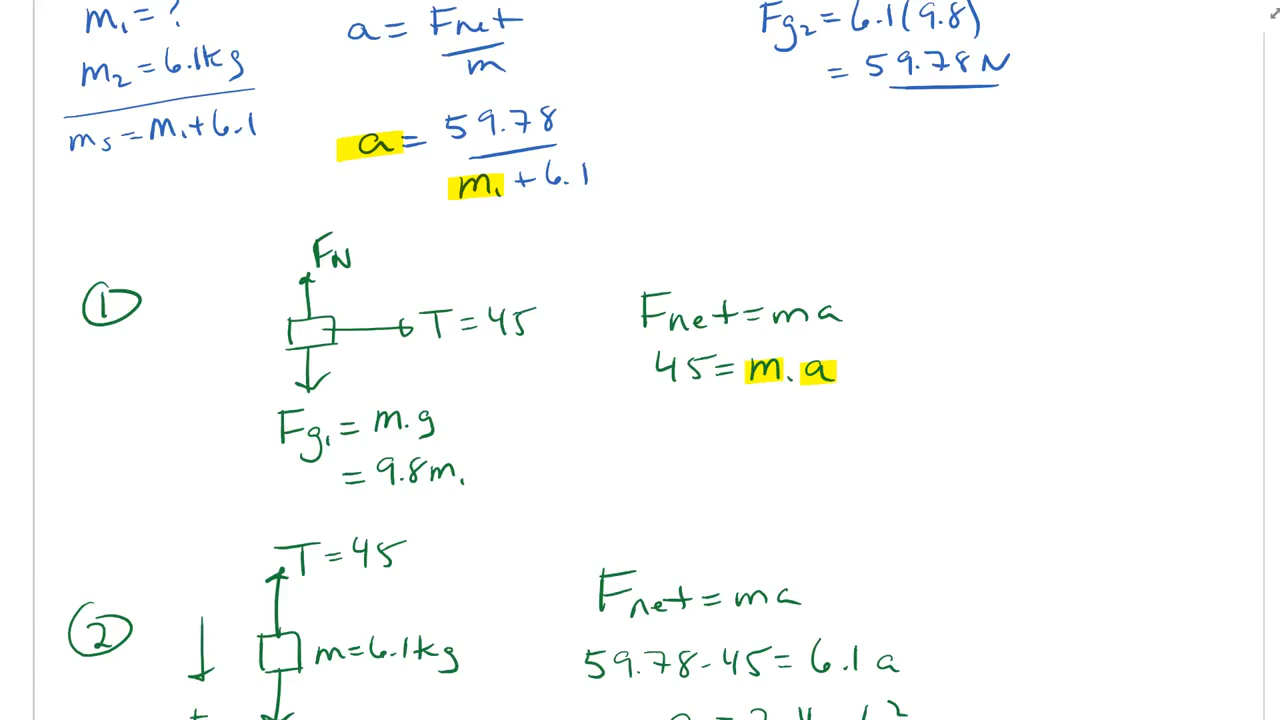 m₁ = ?
m₂ = 6.1kg
ms = m₁ + 6.1
a = Fnet / m
a = 59.78 / m₁ + 6.1
Fg₂ = 6.1(9.8)
= 59.78 N
①
FN
T = 45
Fg₁ = m₁g
= 9.8m₁
Fnet = ma
45 = m₁a
②
T = 45
m = 6.1kg
+
Fnet = ma
59.78 - 45 = 6.1a